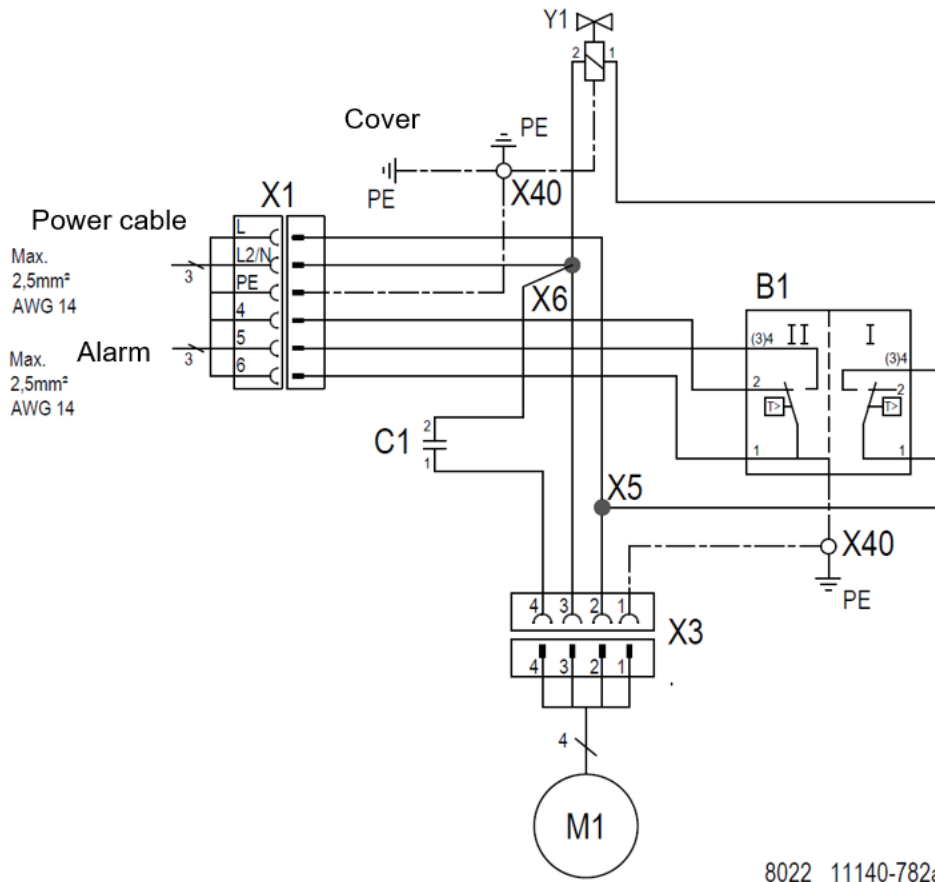 Y1
2 1
Cover
PE
PE
X40
X1
Power cable
Max.
2,5mm²
AWG 14
3
L
L2/N
PE
4
5
6
Alarm
Max.
2,5mm²
AWG 14
3
X6
B1
II I
(3)4
(3)4
2
2
T>
T>
1
1
C1
2
1
X5
X40
PE
4 3 2 1
X3
4 3 2 1
4
M1
8022 11140-782a